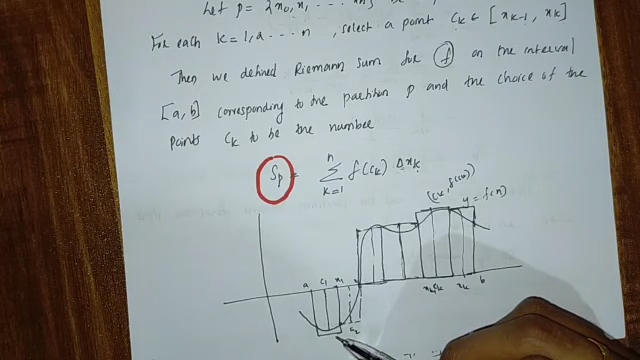 Let P = {x0, x1, ..... xn}
For each k = 1, 2 .... n , select a point Ck ∈ [xk-1, xk]
Then we defined Riemann sum for f on the interval
[a, b] corresponding to the partition P and the choice of the
points Ck to be the number
Sp = n∑k=1 f(ck) Δxk
(ck, f(ck))
y = f(x)
a c1 x1 xk-1 ck xk b
c2